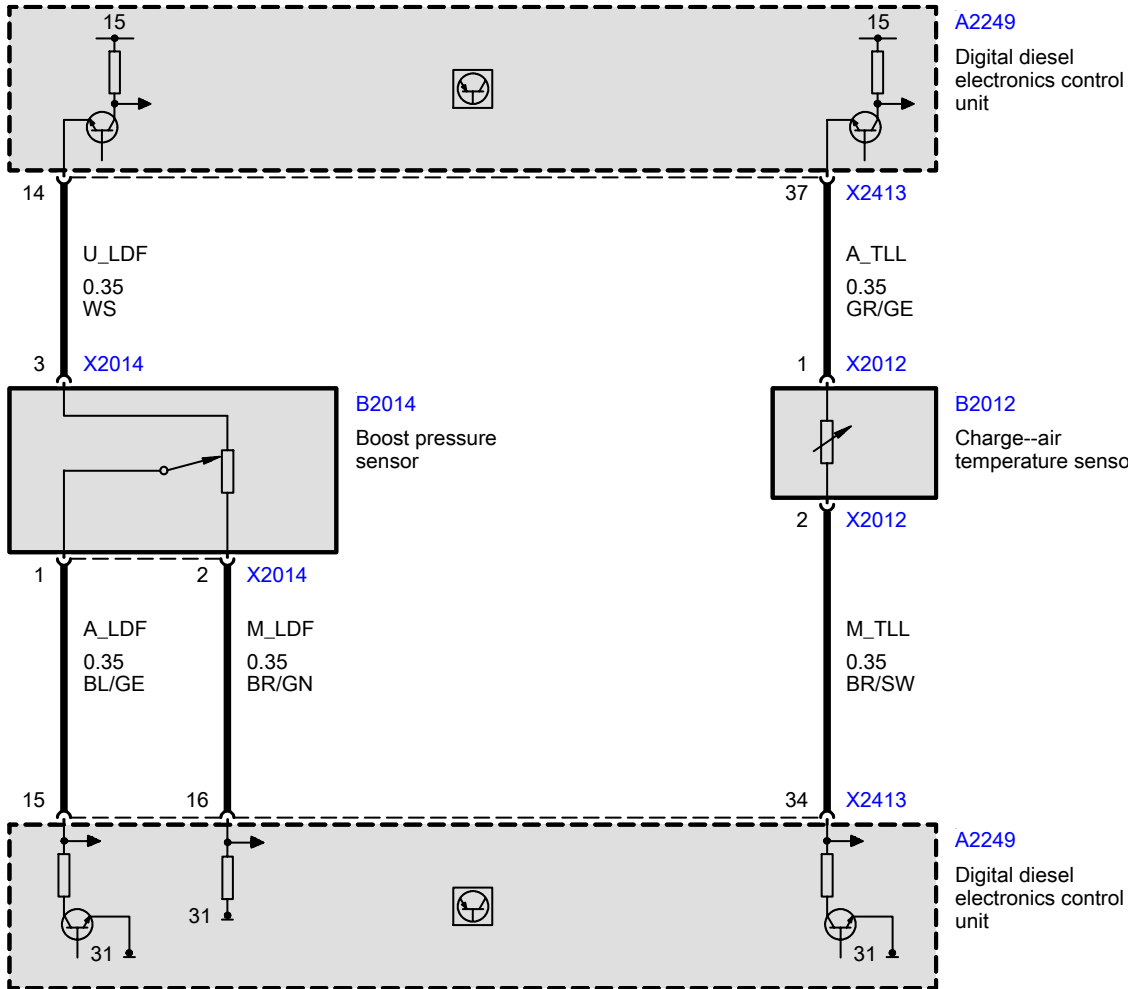 15
15
A2249
Digital diesel
electronics control
unit
14
37
X2413
U_LDF
0.35
WS
A_TLL
0.35
GR/GE
3
X2014
1
X2012
B2014
Boost pressure
sensor
B2012
Charge--air
temperature senso
2
X2012
1
2
X2014
A_LDF
0.35
BL/GE
M_LDF
0.35
BR/GN
M_TLL
0.35
BR/SW
15
16
34
X2413
A2249
Digital diesel
electronics control
unit
31
31
31